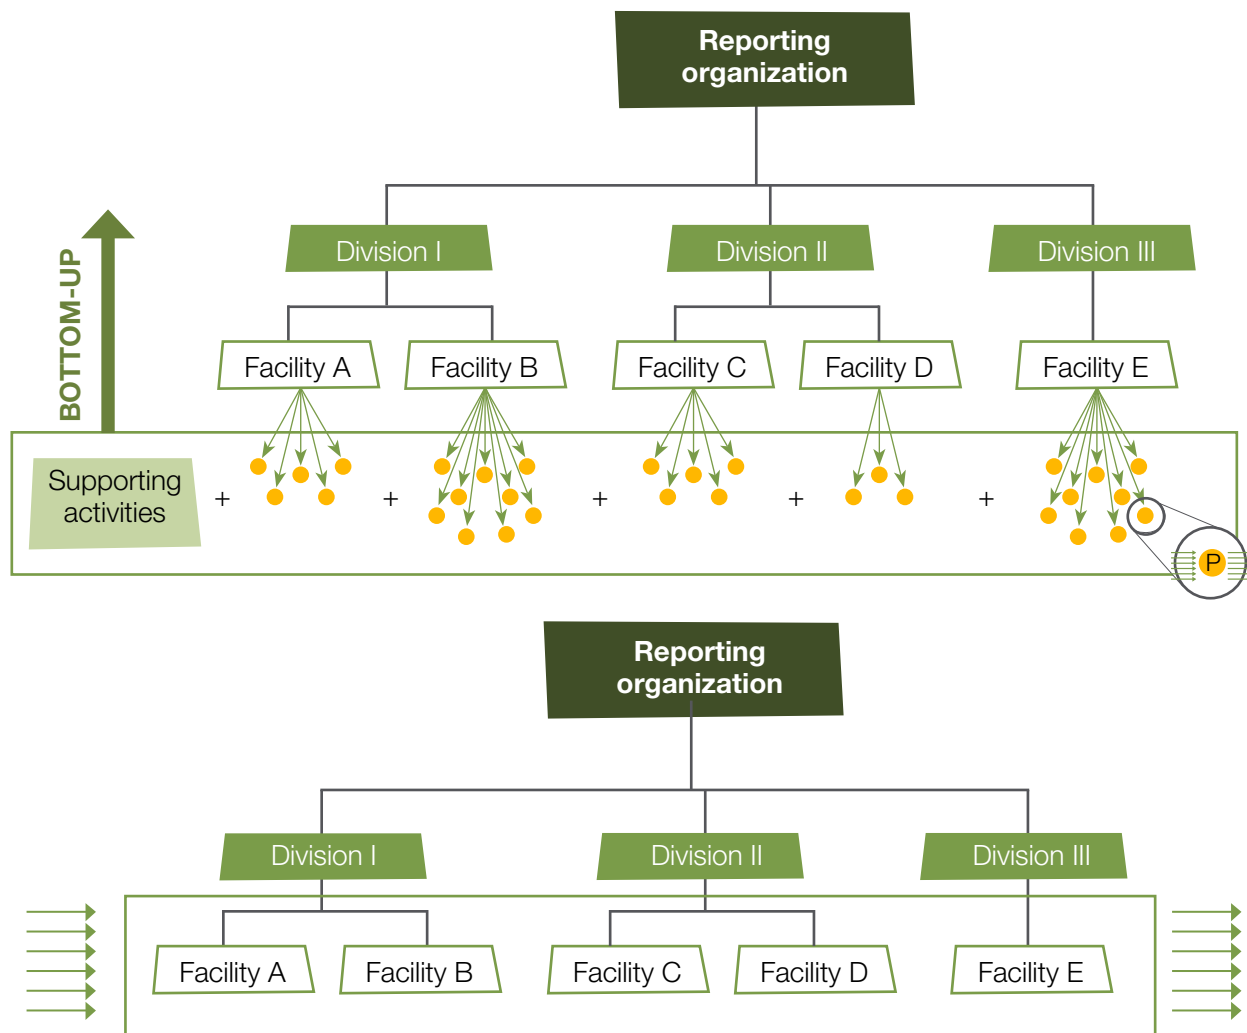 Reporting
organization
Division I
Division II
Division III
BOTTOM-UP
Facility A
Facility B
Facility C
Facility D
Facility E
Supporting
activities
+
+
+
+
+
P
Reporting
organization
Division I
Division II
Division III
Facility A
Facility B
Facility C
Facility D
Facility E